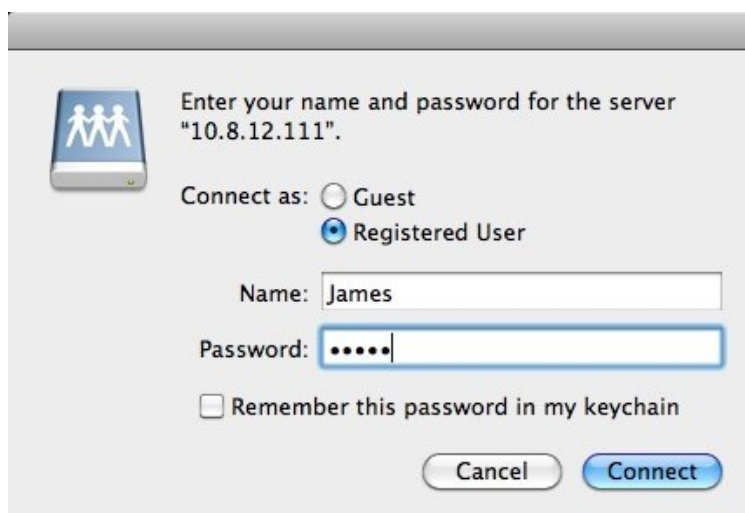 Enter your name and password for the server
“10.8.12.111”.
Connect as: Guest
Registered User
Name: James
Password: •••••
Remember this password in my keychain
Cancel Connect